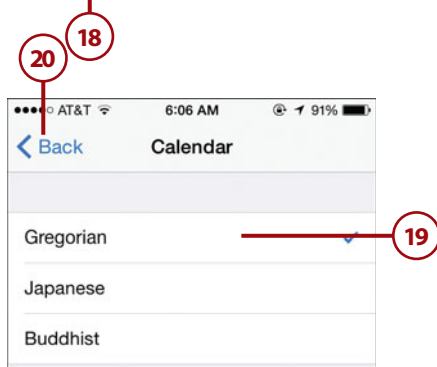 18
20
AT&T 6:06 AM 91%
Back Calendar
Gregorian
19
Japanese
Buddhist